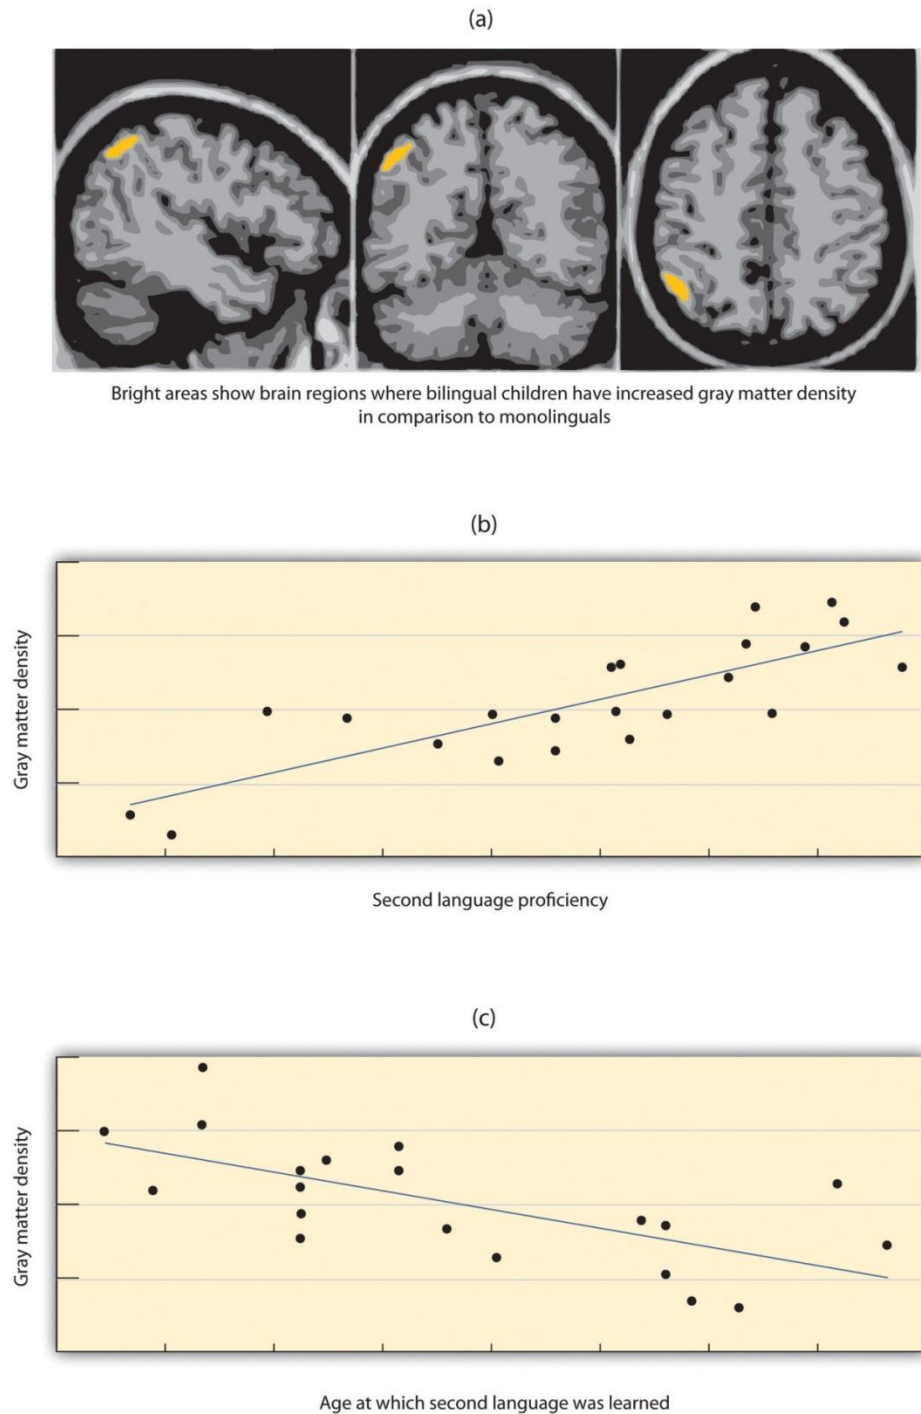 (a)
Bright areas show brain regions where bilingual children have increased gray matter density
in comparison to monolinguals
(b)
Gray matter density
Second language proficiency
(c)
Gray matter density
Age at which second language was learned